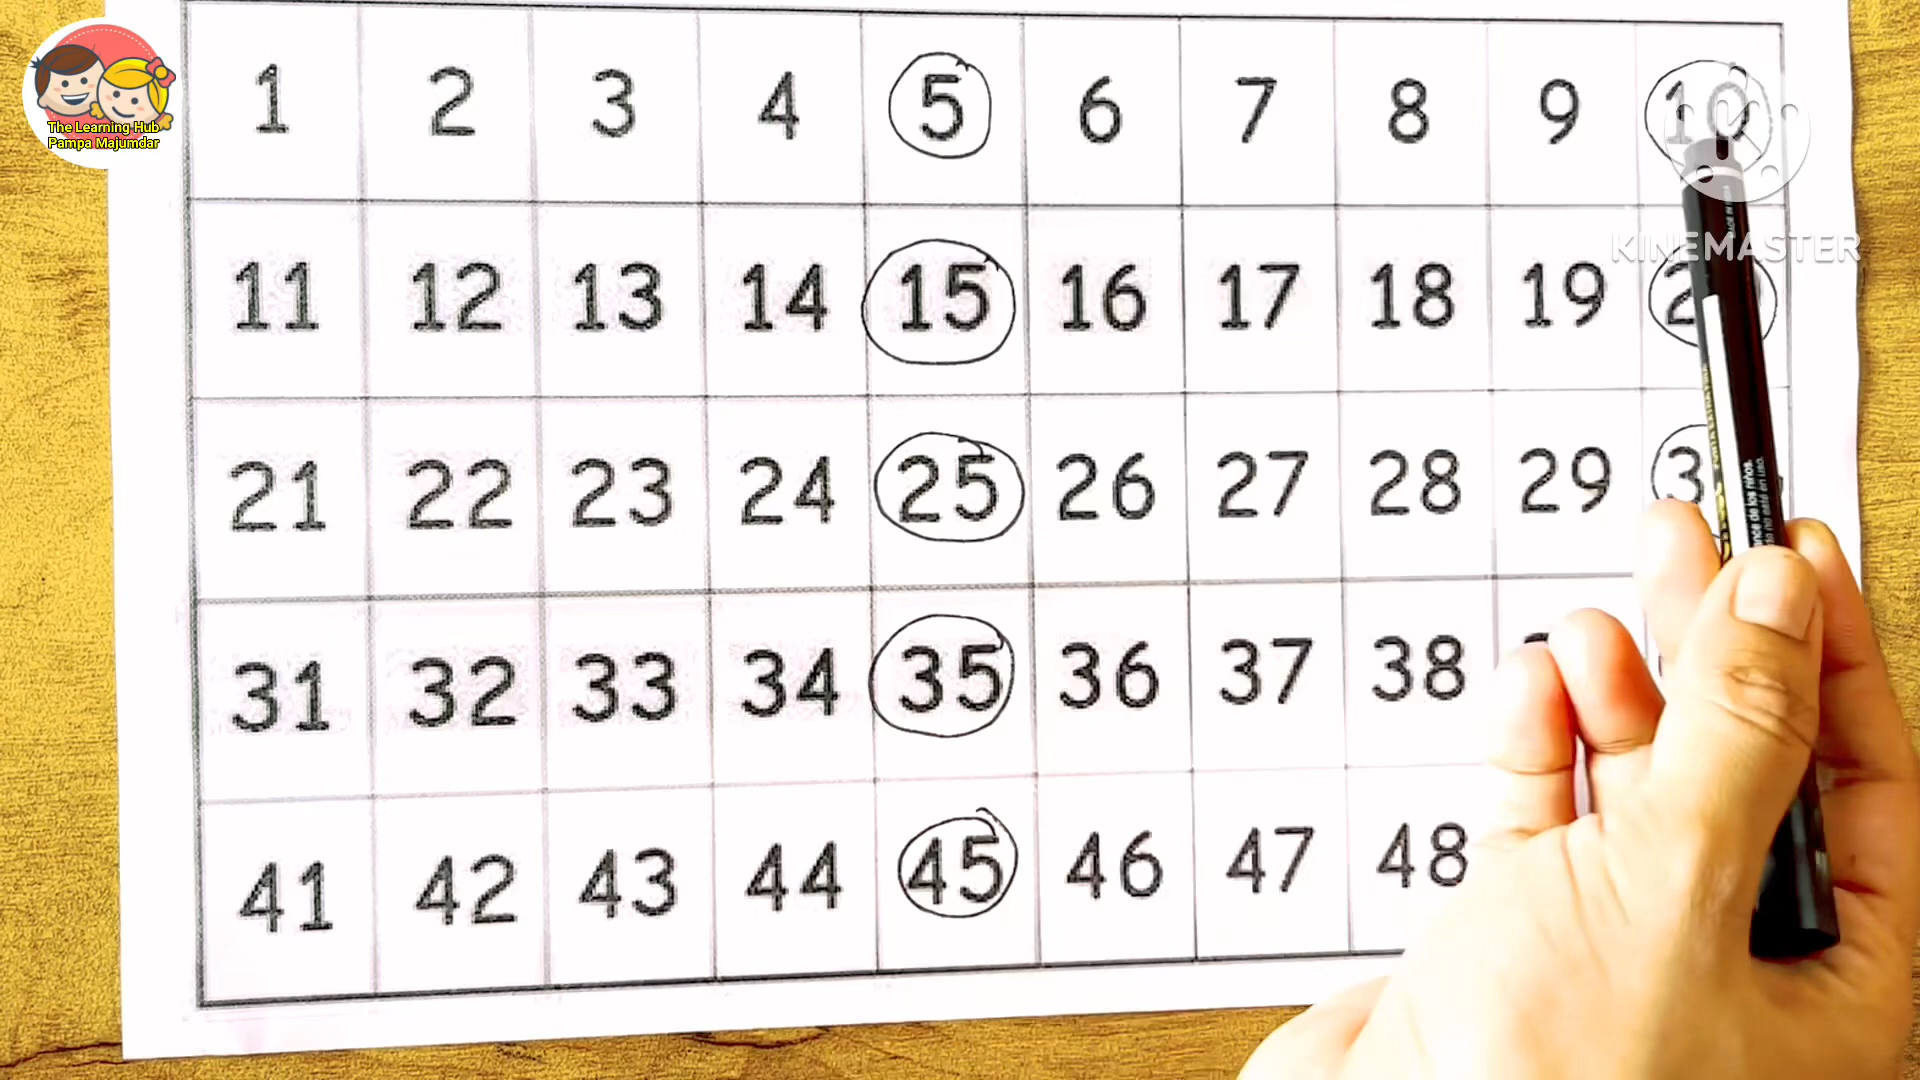 The Learning Hub
Pampa Majumdar
1 2 3 4 5 6 7 8 9 10
KINEMASTER
11 12 13 14 15 16 17 18 19
21 22 23 24 25 26 27 28 29
31 32 33 34 35 36 37 38
41 42 43 44 45 46 47 48